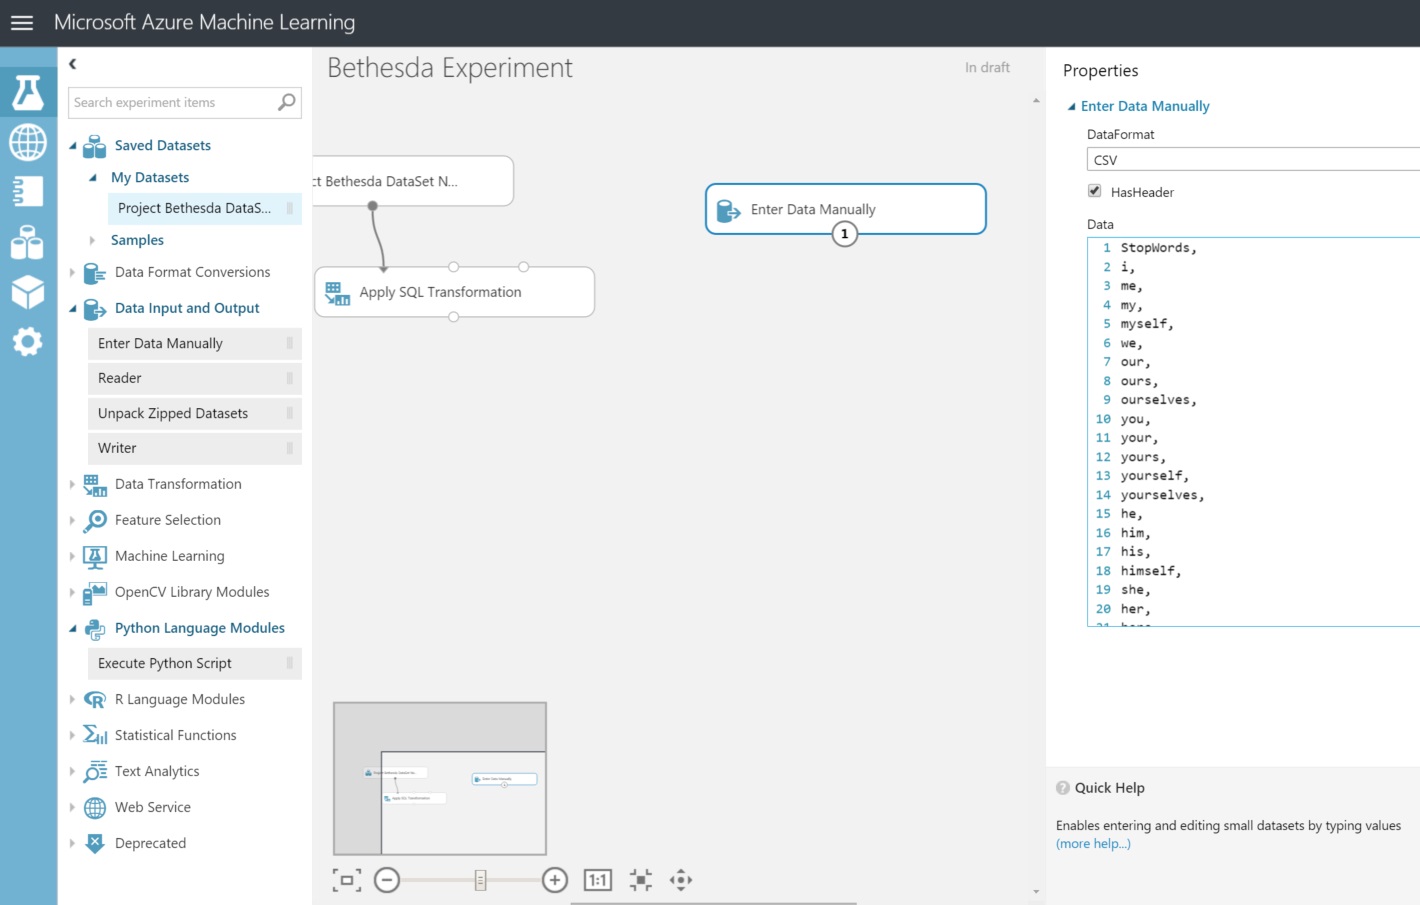 Microsoft Azure Machine Learning
Search experiment items
Saved Datasets
My Datasets
Project Bethesda DataS...
Samples
Data Format Conversions
Data Input and Output
Enter Data Manually
Reader
Unpack Zipped Datasets
Writer
Data Transformation
Feature Selection
Machine Learning
OpenCV Library Modules
Python Language Modules
Execute Python Script
R Language Modules
Statistical Functions
Text Analytics
Web Service
Deprecated
Bethesda Experiment
In draft
ct Bethesda DataSet N...
Apply SQL Transformation
Enter Data Manually
1
1:1
Properties
Enter Data Manually
DataFormat
CSV
HasHeader
Data
1 StopWords,
2 i,
3 me,
4 my,
5 myself,
6 we,
7 our,
8 ours,
9 ourselves,
10 you,
11 your,
12 yours,
13 yourself,
14 yourselves,
15 he,
16 him,
17 his,
18 himself,
19 she,
20 her,
Quick Help
Enables entering and editing small datasets by typing values
(more help...)